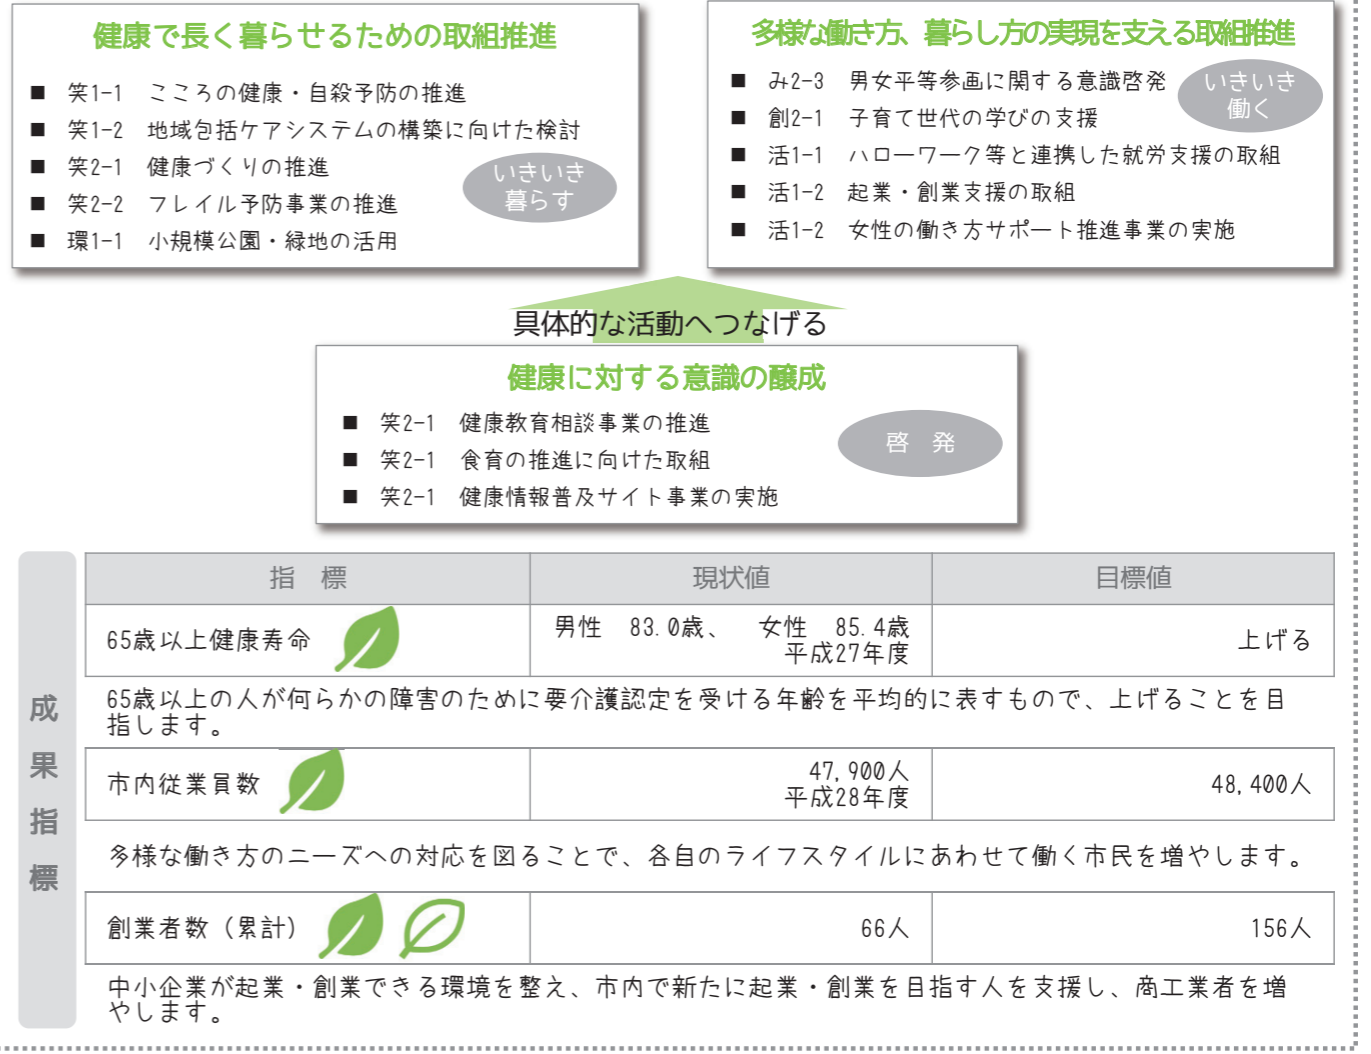 健康で長く暮らせるための取組推進
■ 笑1-1 こころの健康・自殺予防の推進
■ 笑1-2 地域包括ケアシステムの構築に向けた検討
■ 笑2-1 健康づくりの推進
■ 笑2-2 フレイル予防事業の推進
■ 環1-1 小規模公園・緑地の活用
いきいき
暮らす
多様な働き方、暮らし方の実現を支える取組推進
■ み2-3 男女平等参画に関する意識啓発
■ 創2-1 子育て世代の学びの支援
■ 活1-1 ハローワーク等と連携した就労支援の取組
■ 活1-2 起業・創業支援の取組
■ 活1-2 女性の働き方サポート推進事業の実施
いきいき
働く
具体的な活動へつなげる
健康に対する意識の醸成
■ 笑2-1 健康教育相談事業の推進
■ 笑2-1 食育の推進に向けた取組
■ 笑2-1 健康情報普及サイト事業の実施
啓 発
成果指標
指 標 現状値 目標値
65歳以上健康寿命 男性 83.0歳、 女性 85.4歳 上げる
平成27年度
65歳以上の人が何らかの障害のために要介護認定を受ける年齢を平均的に表すもので、上げることを目
指します。
市内従業員数 47,900人 48,400人
平成28年度
多様な働き方のニーズへの対応を図ることで、各自のライフスタイルにあわせて働く市民を増やします。
創業者数（累計） 66人 156人
中小企業が起業・創業できる環境を整え、市内で新たに起業・創業を目指す人を支援し、商工業者を増
やします。